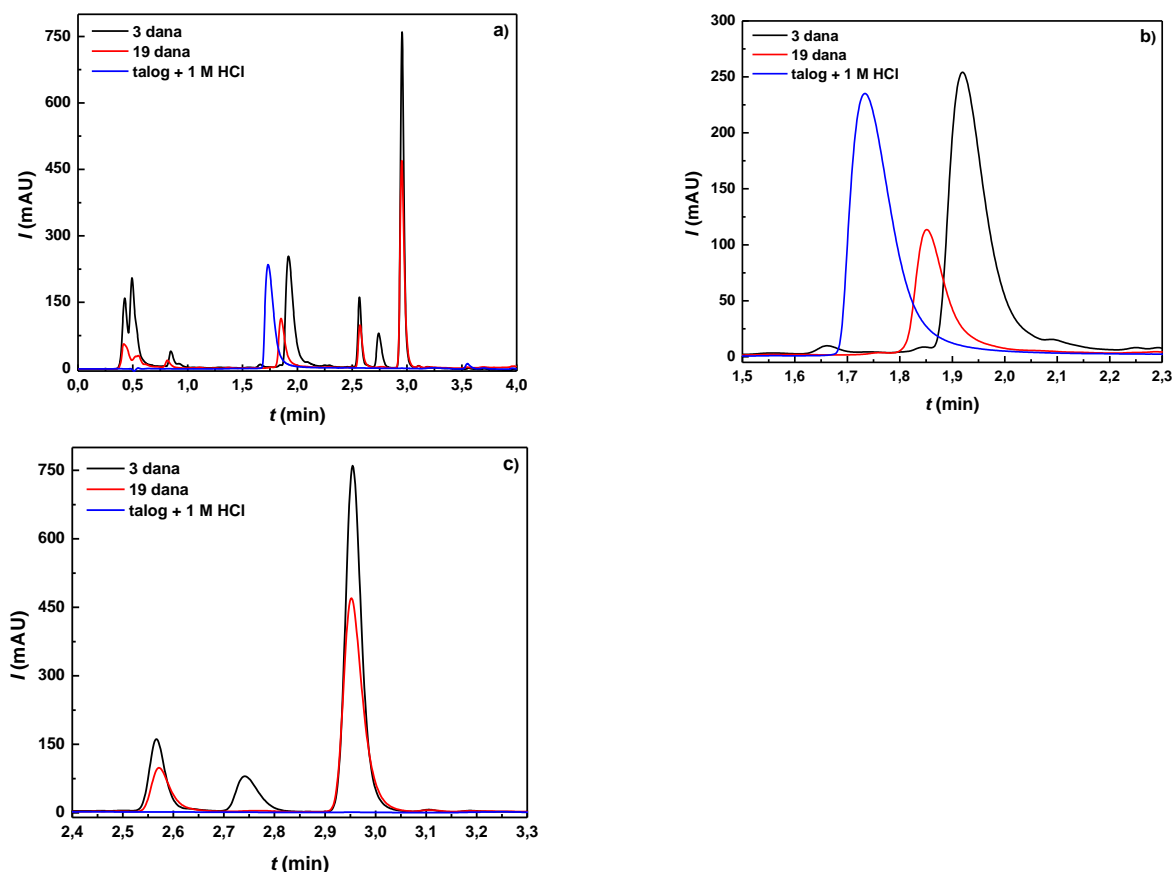 a)
3 dana
19 dana
talog + 1 M HCl
750
600
450
300
150
0
I (mAU)
0,0 0,5 1,0 1,5 2,0 2,5 3,0 3,5 4,0
t (min)
b)
3 dana
19 dana
talog + 1 M HCl
300
250
200
150
100
50
0
I (mAU)
1,5 1,6 1,7 1,8 1,9 2,0 2,1 2,2 2,3
t (min)
c)
3 dana
19 dana
talog + 1 M HCl
750
600
450
300
150
0
I (mAU)
2,4 2,5 2,6 2,7 2,8 2,9 3,0 3,1 3,2 3,3
t (min)